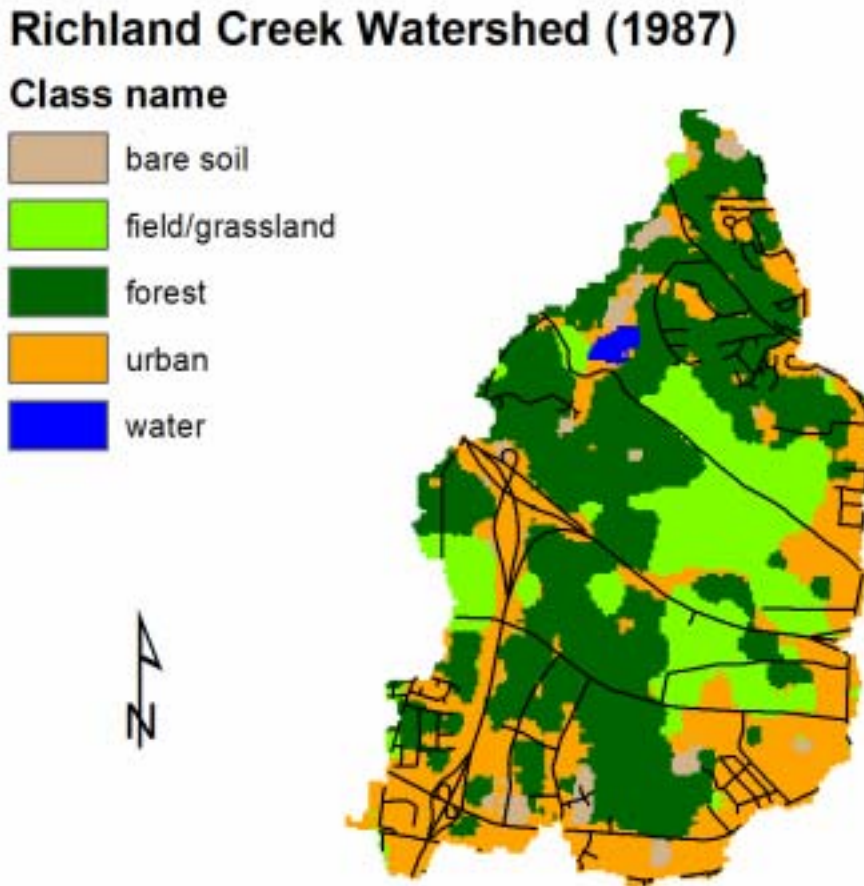 Richland Creek Watershed (1987)
Class name
bare soil
field/grassland
forest
urban
water
N